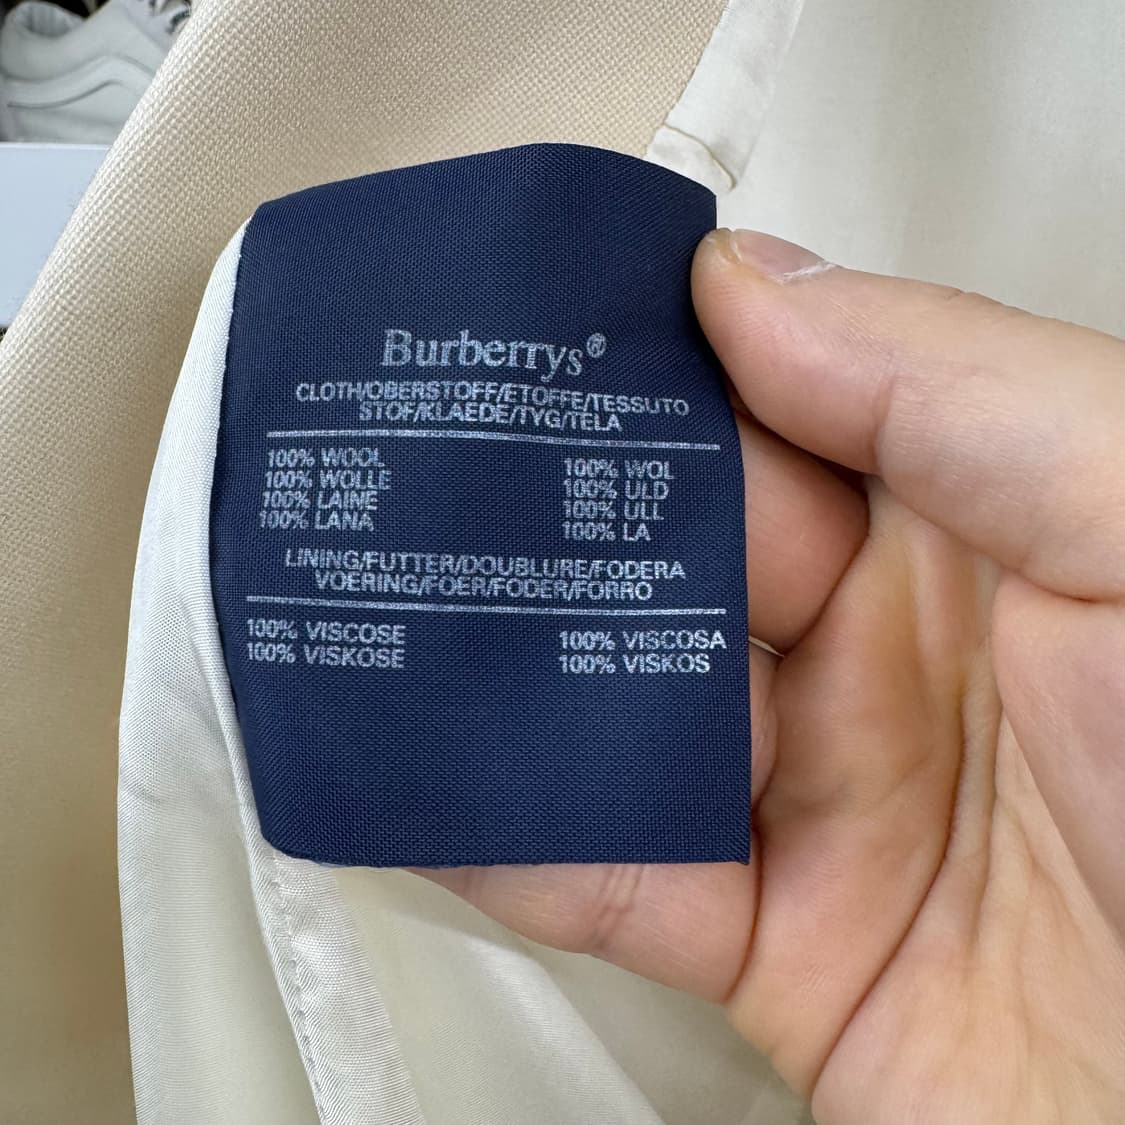 Burberrys®
CLOTH/OBERSTOFF/ETOFFE/TESSUTO
STOF/KLAEDE/TYG/TELA
100% WOOL
100% WOLLE
100% LAINE
100% LANA
100% WOL
100% ULD
100% ULL
100% LA
LINING/FUTTER/DOUBLURE/FODERA
VOERING/FOER/FODER/FORRO
100% VISCOSE
100% VISKOSE
100% VISCOSA
100% VISKOS